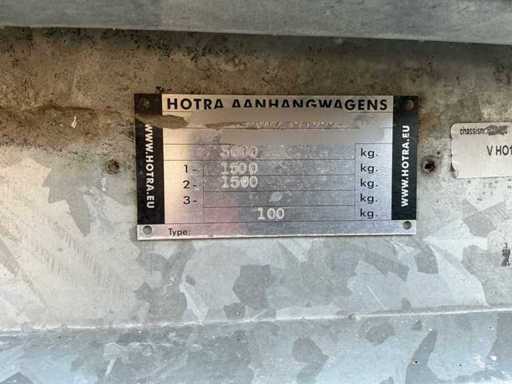 HOTRA AANHANGWAGENS
WWW.HOTRA.EU
kg.
1- 1500 kg.
2- 1500 kg.
3- kg.
100 kg.
Type:
WWW.HOTRA.EU
V HO1